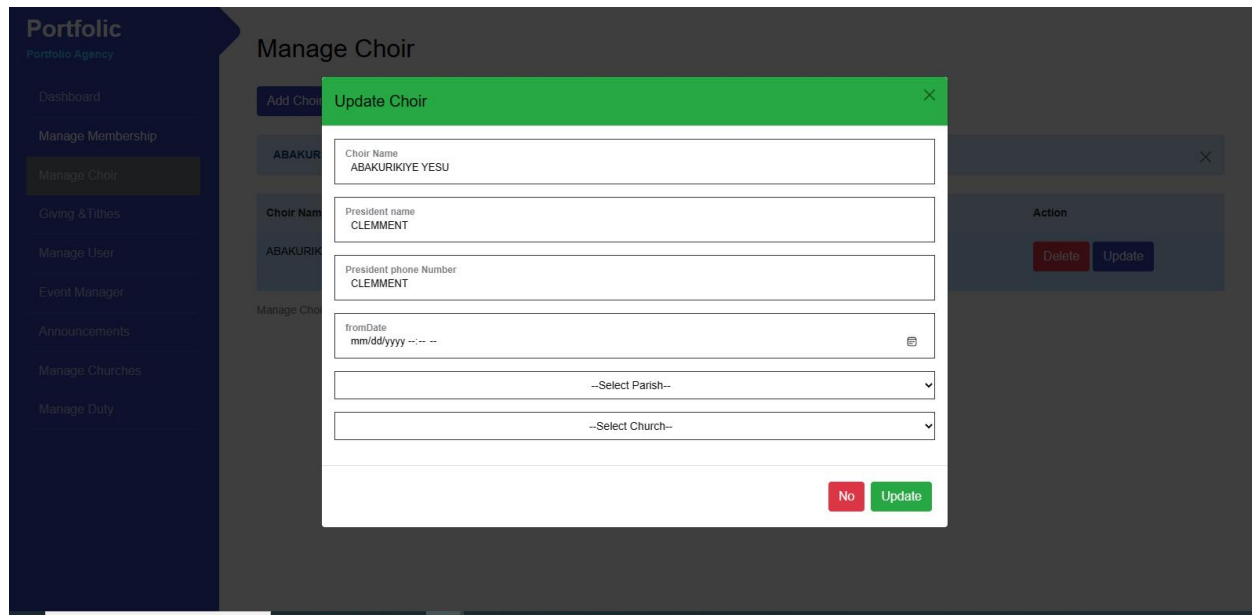 Portfolic
Portfolio Agency
Dashboard
Manage Membership
Manage Choir
Giving &Tithes
Manage User
Event Manager
Announcements
Manage Churches
Manage Duty
Manage Choir
Add Choir
ABAKUR
Choir Nam
Action
ABAKURIK
Delete Update
Manage Choi
Update Choir
Choir Name
ABAKURIKIYE YESU
President name
CLEMMENT
President phone Number
CLEMMENT
fromDate
mm/dd/yyyy --:-- --
--Select Parish--
--Select Church--
No Update